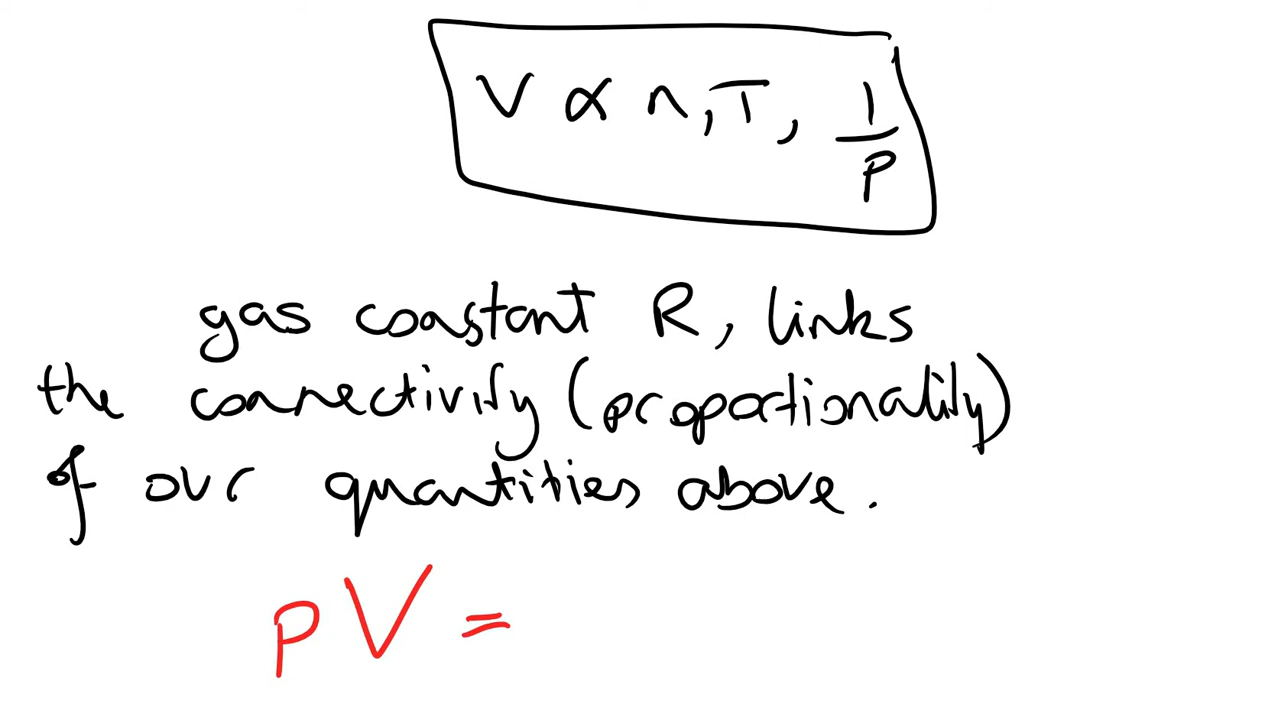 V ∝ n, T, 1/P
gas constant R, links
the connectivity (proportionality)
of our quantities above.
pV =